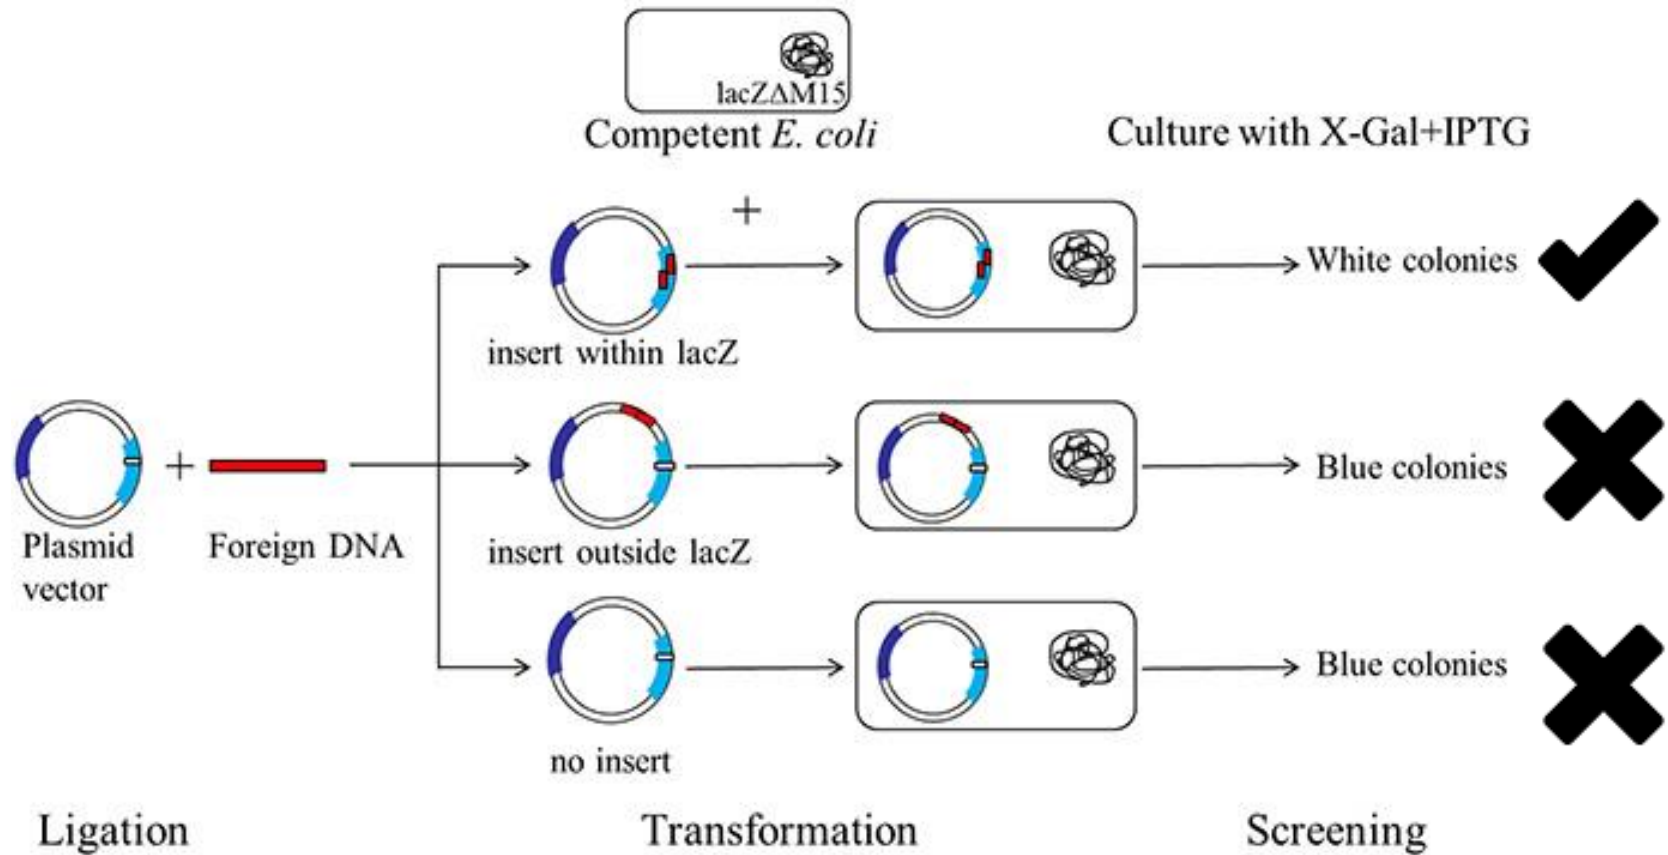 lacZΔM15
Competent E. coli
Culture with X-Gal+IPTG
+
White colonies
insert within lacZ
+
Blue colonies
Plasmid
vector
Foreign DNA
insert outside lacZ
Blue colonies
no insert
Ligation
Transformation
Screening